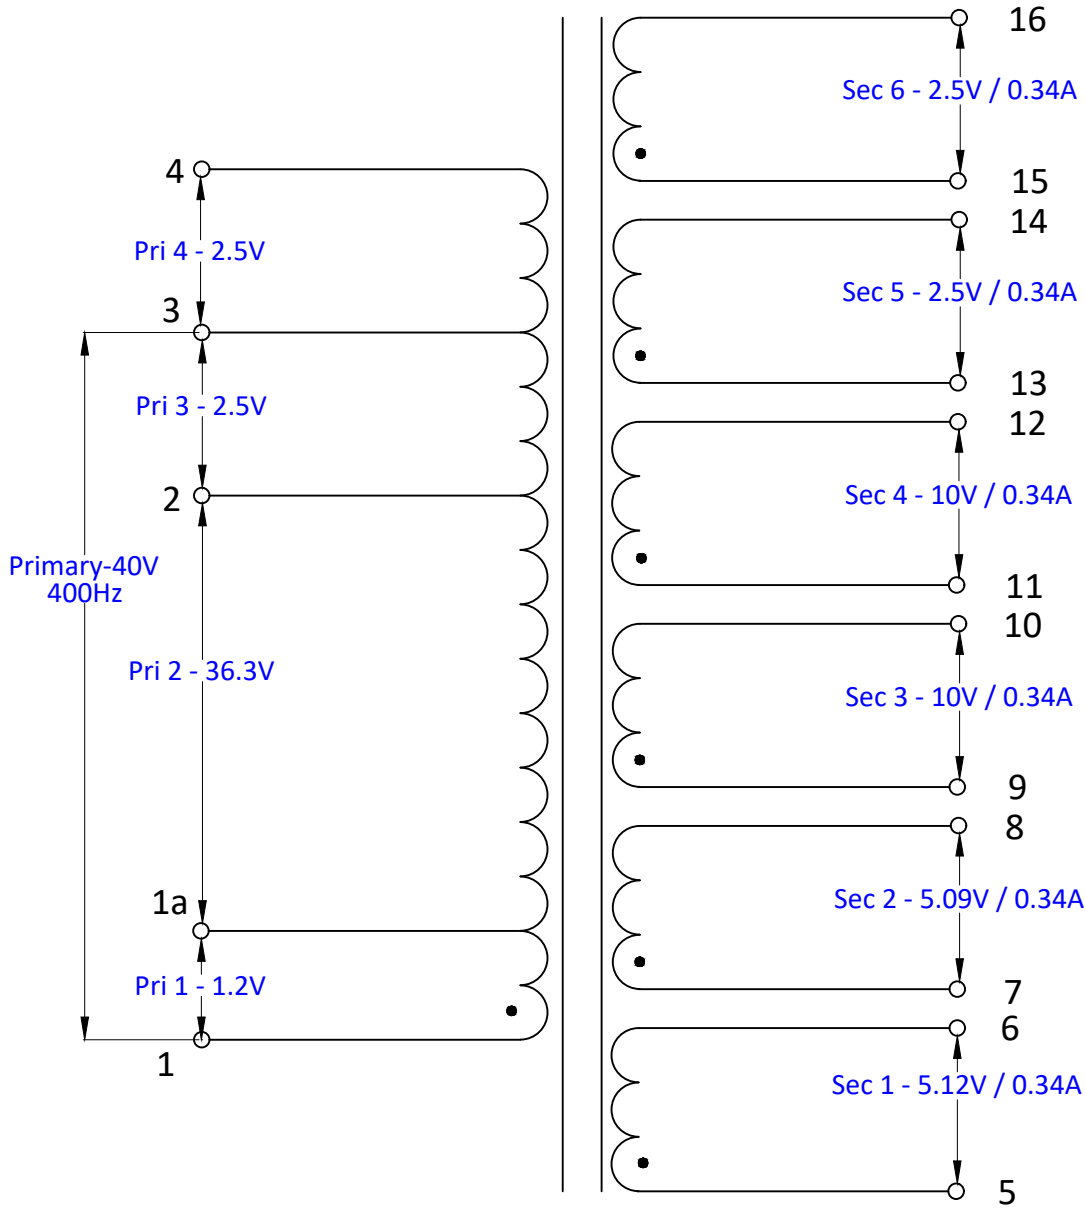 16
Sec 6 - 2.5V / 0.34A
15
4
14
Pri 4 - 2.5V
Sec 5 - 2.5V / 0.34A
3
13
Pri 3 - 2.5V
12
2
Sec 4 - 10V / 0.34A
Primary-40V
400Hz
11
10
Pri 2 - 36.3V
Sec 3 - 10V / 0.34A
9
8
1a
Sec 2 - 5.09V / 0.34A
Pri 1 - 1.2V
7
6
1
Sec 1 - 5.12V / 0.34A
5